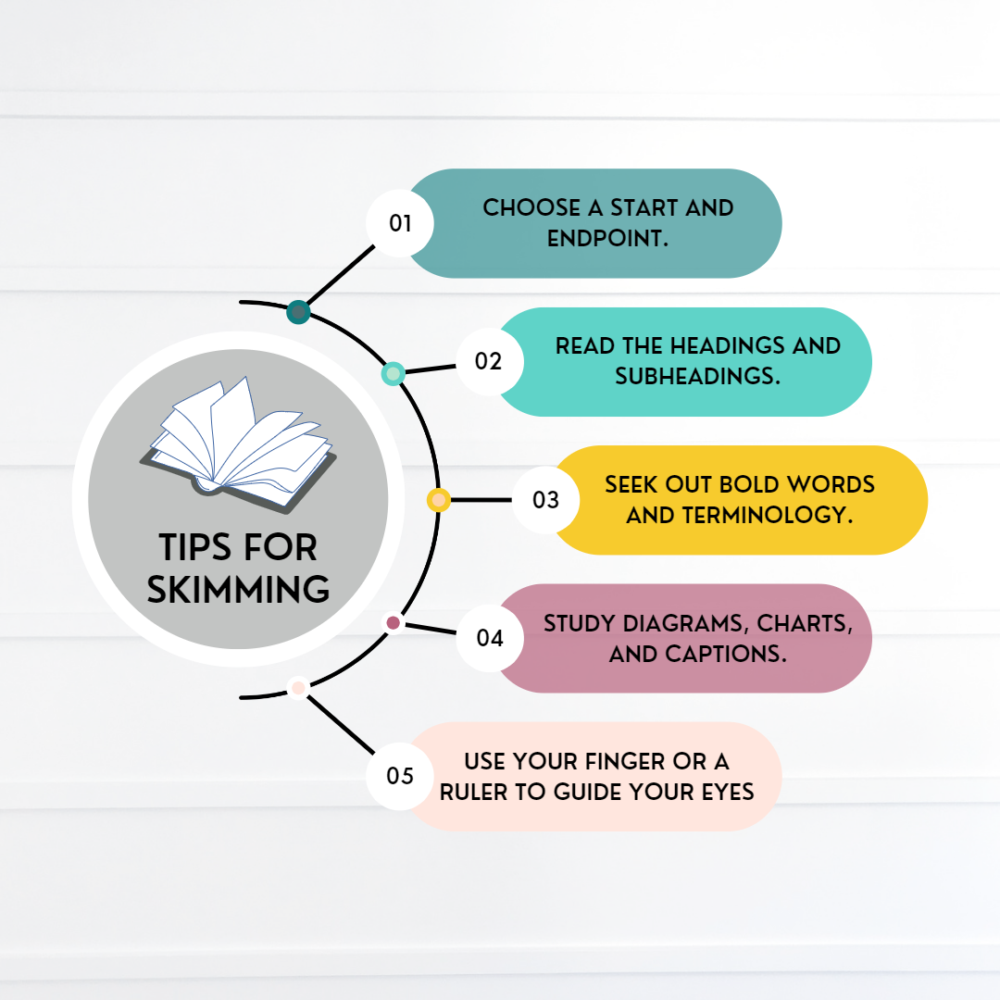 TIPS FOR
SKIMMING
01
CHOOSE A START AND
ENDPOINT.
02
READ THE HEADINGS AND
SUBHEADINGS.
03
SEEK OUT BOLD WORDS
AND TERMINOLOGY.
04
STUDY DIAGRAMS, CHARTS,
AND CAPTIONS.
05
USE YOUR FINGER OR A
RULER TO GUIDE YOUR EYES